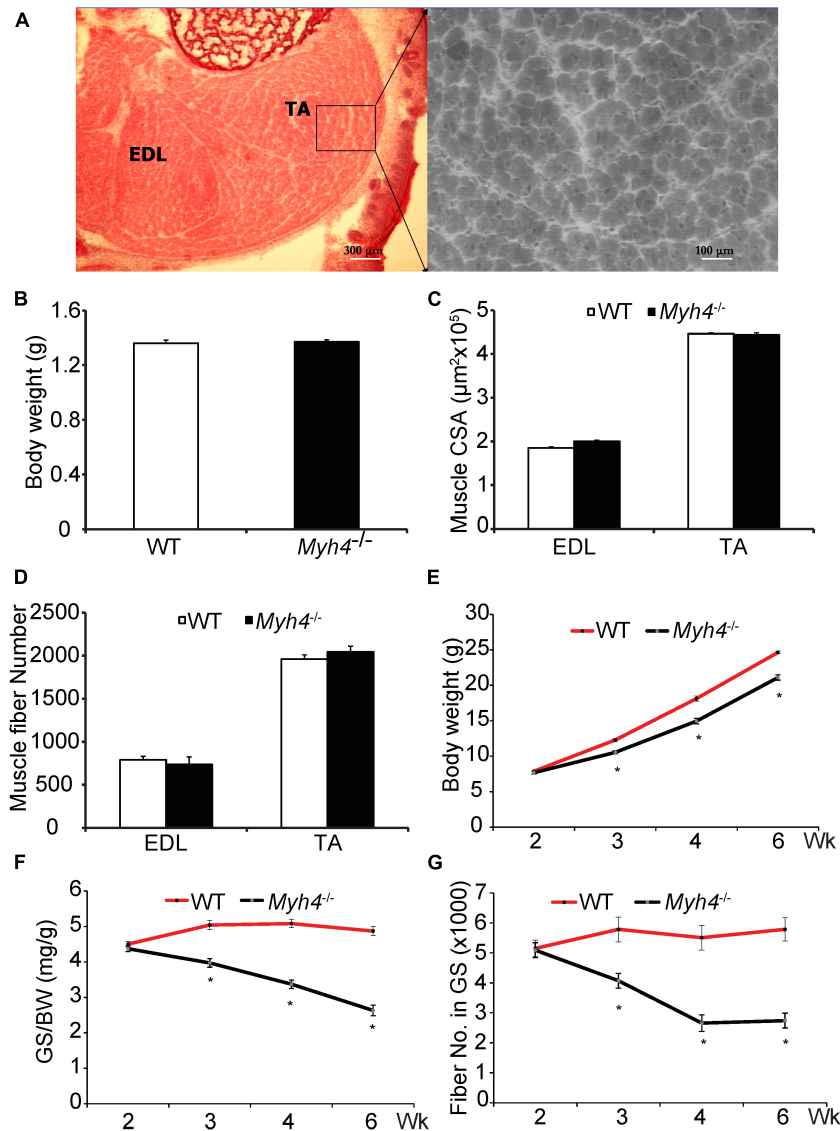 A
TA
EDL
300 µm
100 µm
B
Body weight (g)
1.6
1.2
0.8
0.4
0
WT
Myh4-/-
C
Muscle CSA (µm2x105)
WT Myh4-/-
5
4
3
2
1
0
EDL
TA
D
Muscle fiber Number
WT Myh4-/-
2500
2000
1500
1000
500
0
EDL
TA
E
Body weight (g)
WT Myh4-/-
30
25
20
15
10
5
0
*
*
*
2 3 4 6 Wk
F
GS/BW (mg/g)
WT Myh4-/-
6
5
4
3
2
1
0
*
*
*
2 3 4 6 Wk
G
Fiber No. in GS (x1000)
WT Myh4-/-
7
6
5
4
3
2
1
0
*
*
*
2 3 4 6 Wk